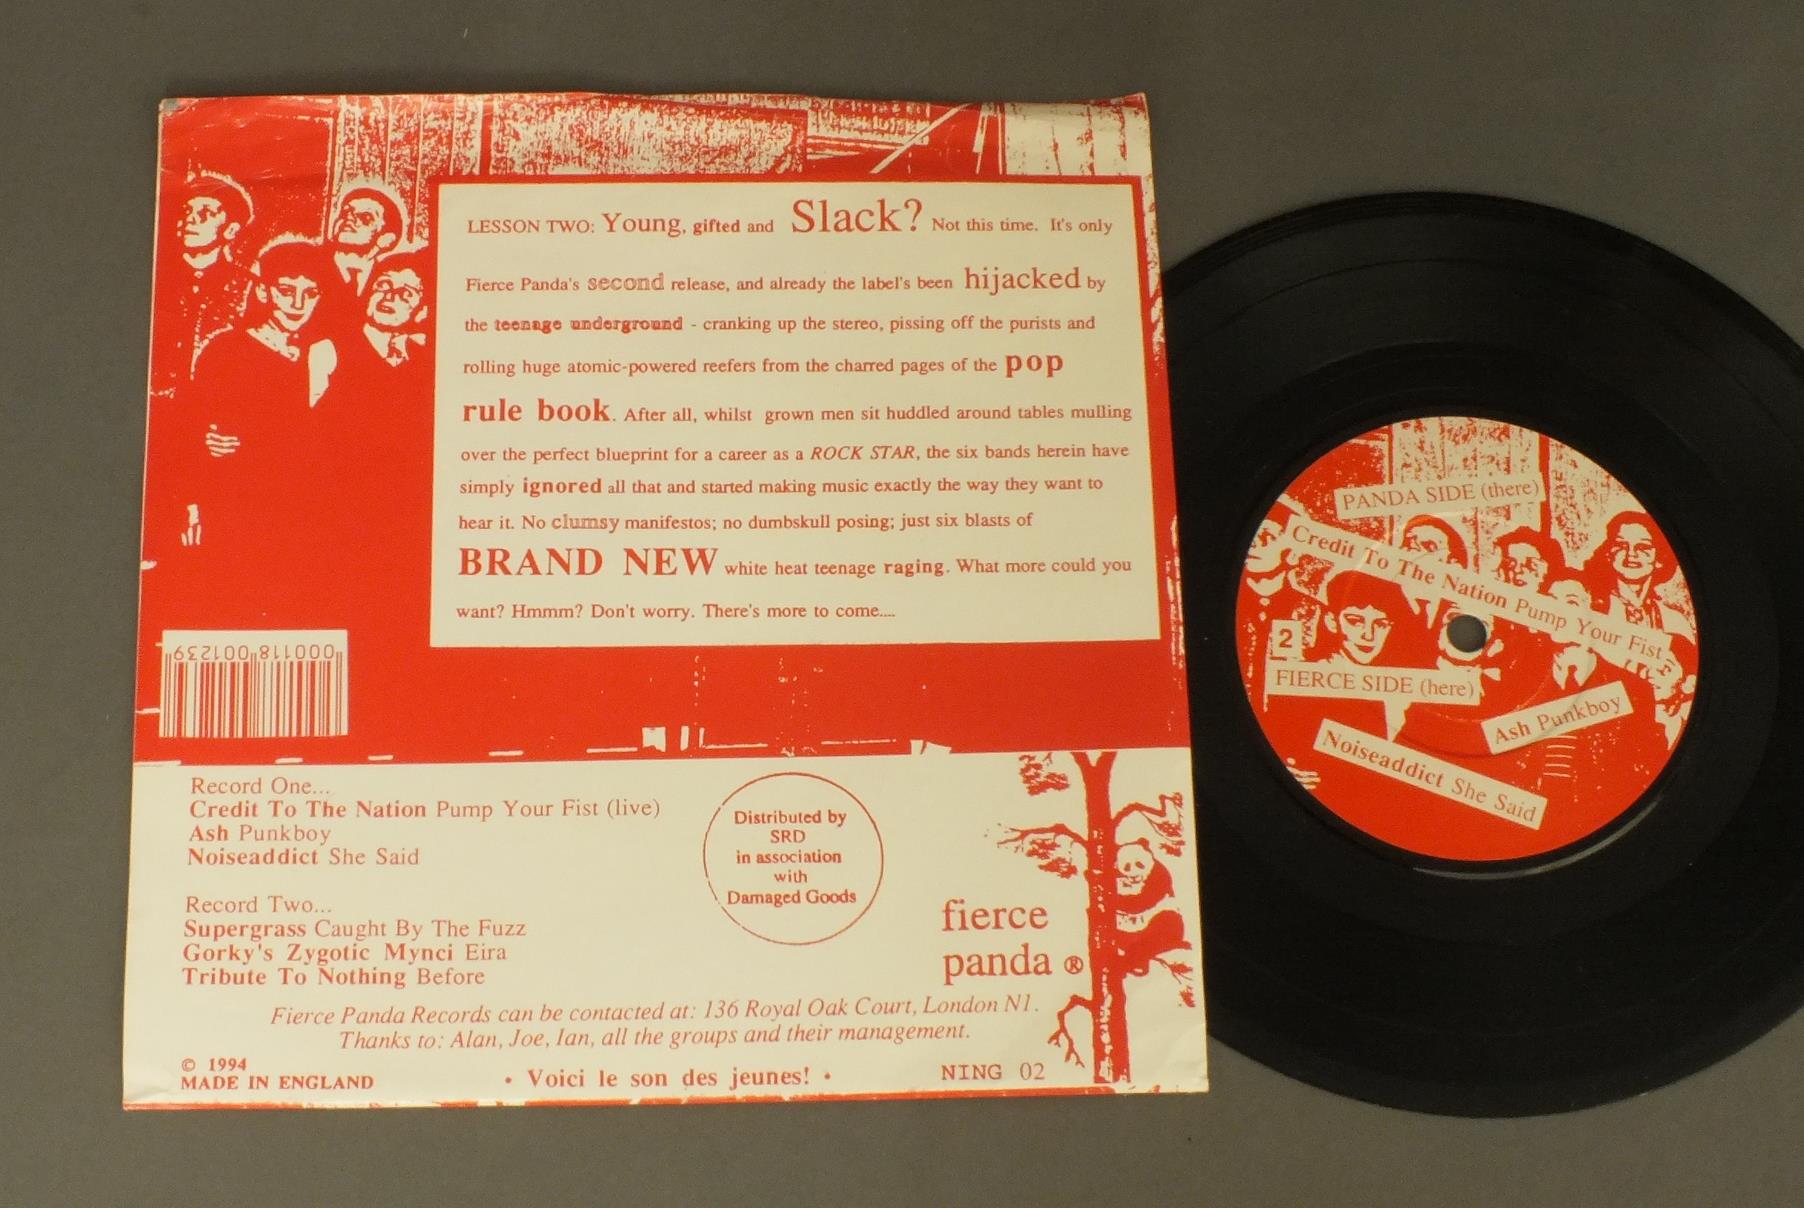 LESSON TWO: Young, gifted and Slack? Not this time. It's only
Fierce Panda's second release, and already the label's been hijacked by
the teenage underground - cranking up the stereo, pissing off the purists and
rolling huge atomic-powered reefers from the charred pages of the pop
rule book. After all, whilst grown men sit huddled around tables mulling
over the perfect blueprint for a career as a ROCK STAR, the six bands herein have
simply ignored all that and started making music exactly the way they want to
hear it. No clumsy manifestos; no dumbskull posing; just six blasts of
BRAND NEW white heat teenage raging. What more could you
want? Hmmm? Don't worry. There's more to come....
0001118 001239
Record One...
Credit To The Nation Pump Your Fist (live)
Ash Punkboy
Noiseaddict She Said
Record Two...
Supergrass Caught By The Fuzz
Gorky's Zygotic Mynci Eira
Tribute To Nothing Before
Distributed by
SRD
in association
with
Damaged Goods
fierce
panda ®
Fierce Panda Records can be contacted at: 136 Royal Oak Court, London N1.
Thanks to: Alan, Joe, Ian, all the groups and their management.
© 1994
MADE IN ENGLAND
• Voici le son des jeunes! •
NING 02
PANDA SIDE (there)
Credit To The Nation Pump Your Fist
2
FIERCE SIDE (here)
Ash Punkboy
Noiseaddict She Said